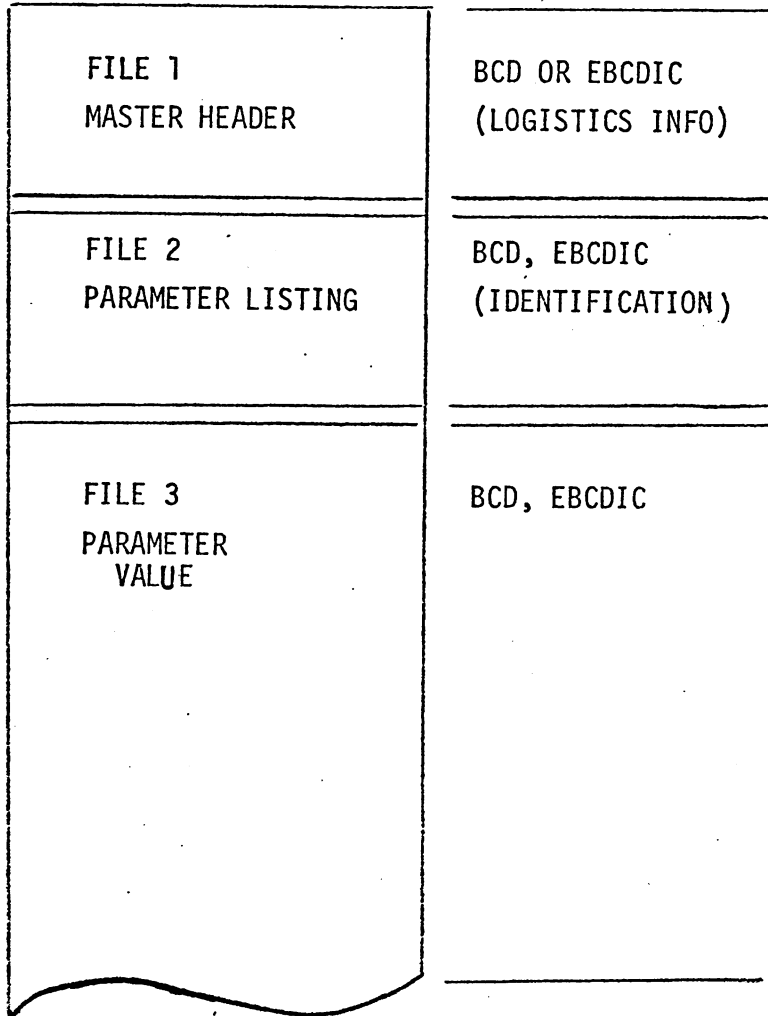 FILE 1
MASTER HEADER
BCD OR EBCDIC
(LOGISTICS INFO)
FILE 2
PARAMETER LISTING
BCD, EBCDIC
(IDENTIFICATION)
FILE 3
PARAMETER
VALUE
BCD, EBCDIC